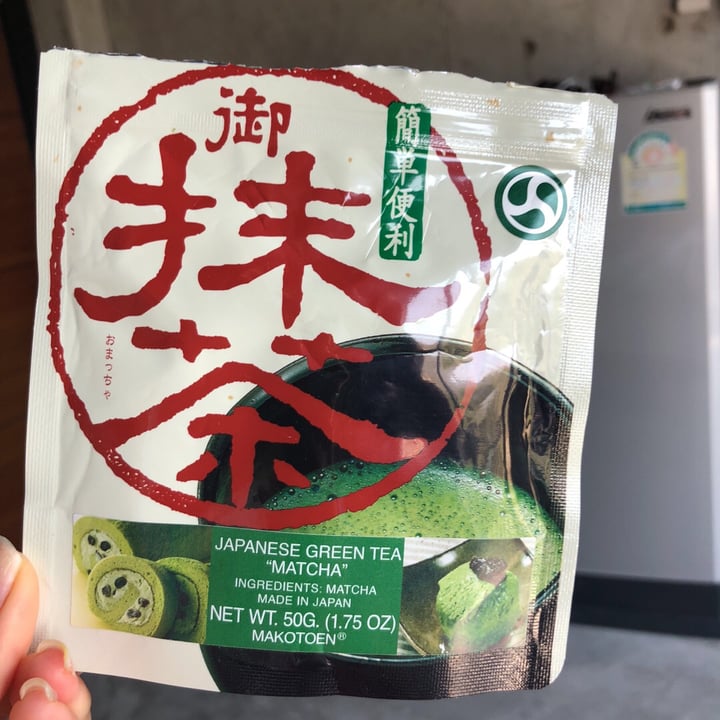 御
抹
茶
おまっちゃ
簡単便利
JAPANESE GREEN TEA
“MATCHA”
INGREDIENTS: MATCHA
MADE IN JAPAN
NET WT. 50G. (1.75 OZ)
MAKOTOEN®